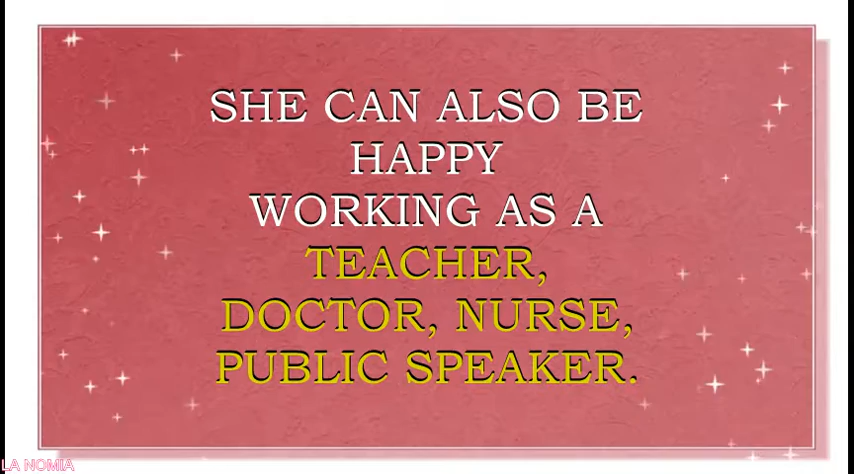 SHE CAN ALSO BE
HAPPY
WORKING AS A
TEACHER,
DOCTOR, NURSE,
PUBLIC SPEAKER.
LA NOMIA